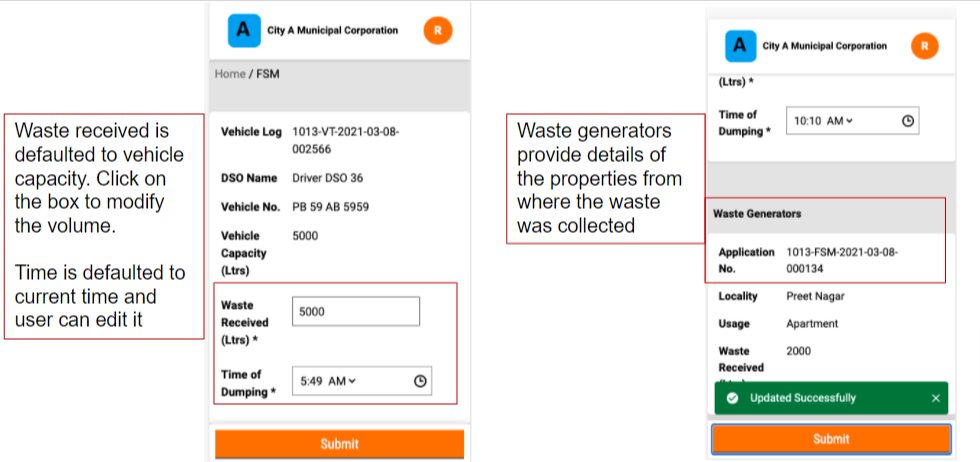 Waste received is
defaulted to vehicle
capacity. Click on
the box to modify
the volume.
Time is defaulted to
current time and
user can edit it
A City A Municipal Corporation R
Home / FSM
Vehicle Log 1013-VT-2021-03-08-
002566
DSO Name Driver DSO 36
Vehicle No. PB 59 AB 5959
Vehicle 5000
Capacity
(Ltrs)
Waste
Received 5000
(Ltrs) *
Time of
Dumping * 5:49 AM
Submit
Waste generators
provide details of
the properties from
where the waste
was collected
A City A Municipal Corporation R
(Ltrs) *
Time of
Dumping * 10:10 AM
Waste Generators
Application 1013-FSM-2021-03-08-
No. 000134
Locality Preet Nagar
Usage Apartment
Waste 2000
Received
Updated Successfully
Submit